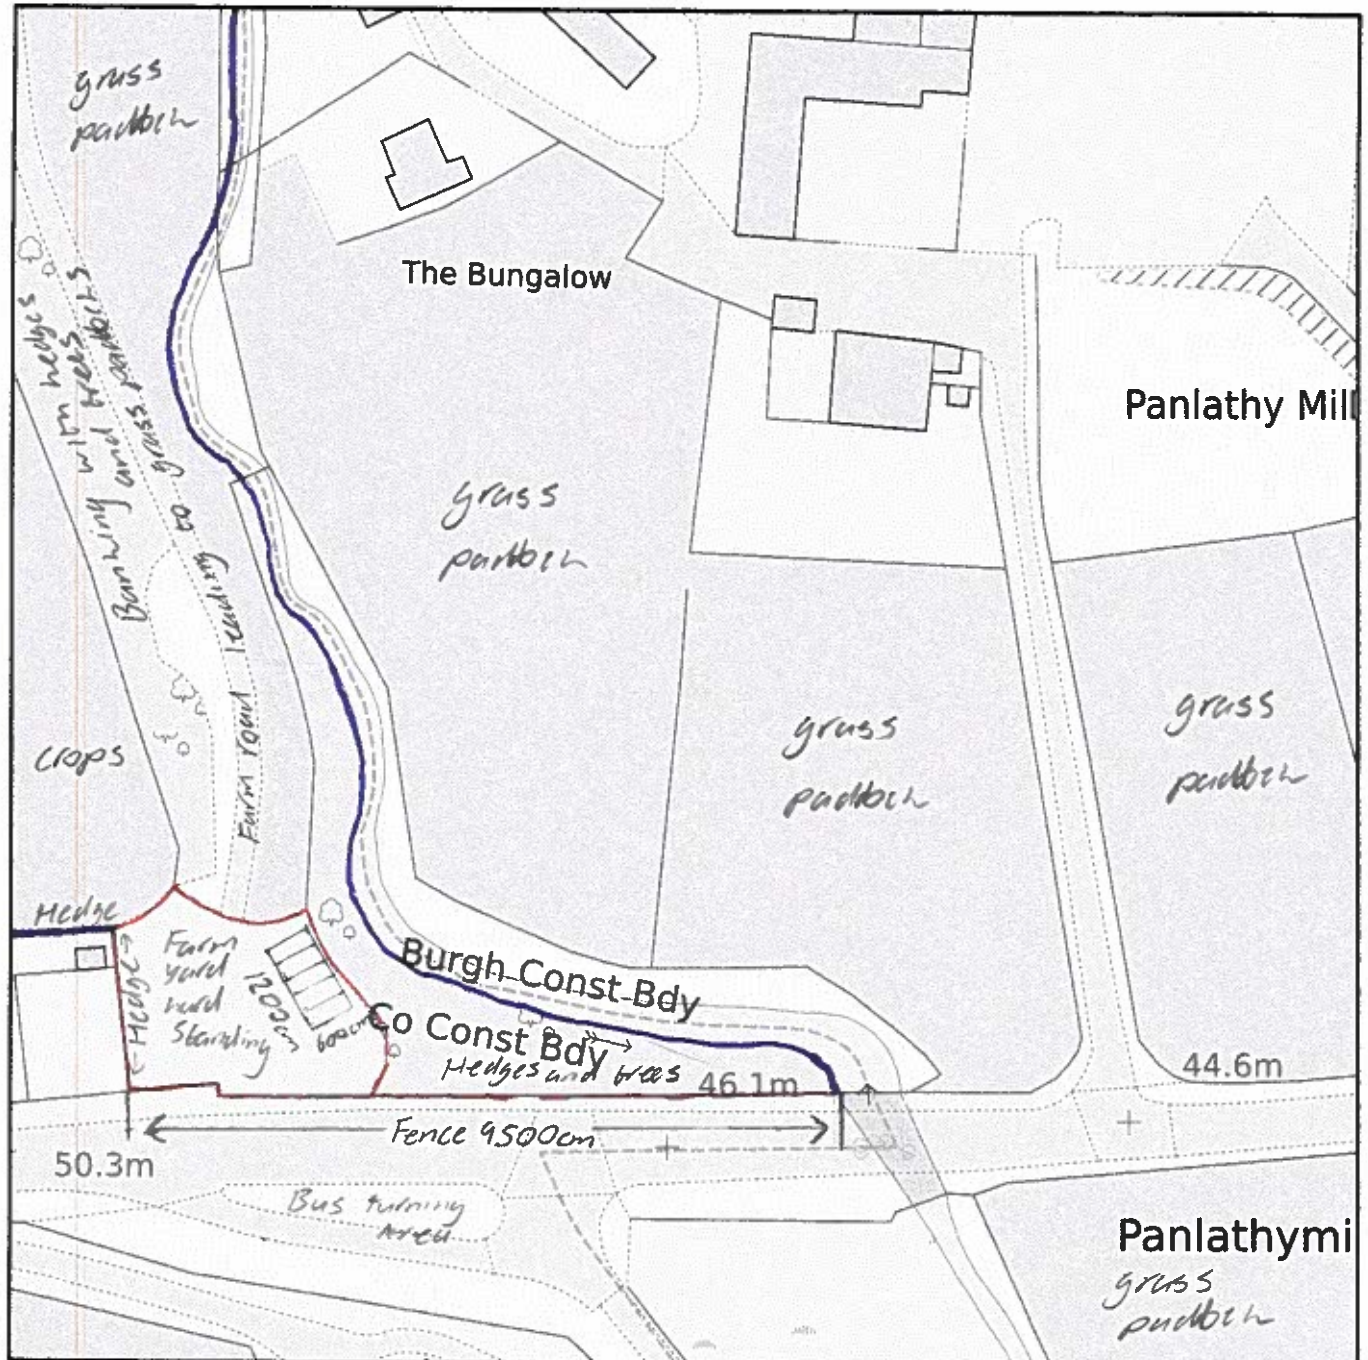 grass
paddock
The Bungalow
Banking with hedges
and trees
Farm road leading to grass paddocks
Panlathy Mill
grass
paddock
grass
paddock
grass
paddock
crops
Hedge
Hedge
Farm
yard
hard
Standing
1200cm
600cm
Burgh Const Bdy
Co Const Bdy
Hedges and trees
46.1m
44.6m
Fence 9500cm
50.3m
Bus turning
Area
Panlathymi
grass
paddock